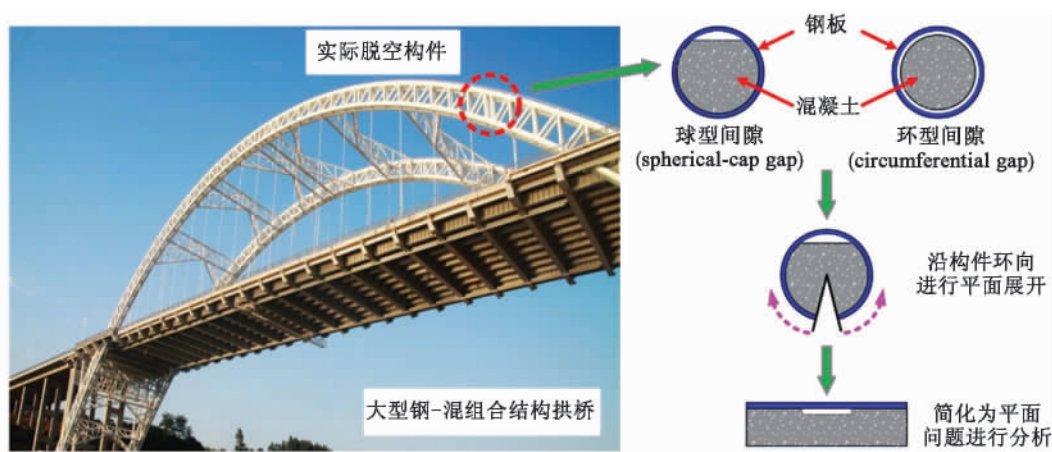 实际脱空构件
大型钢-混组合结构拱桥
钢板
混凝土
球型间隙
(spherical-cap gap)
环型间隙
(circumferential gap)
沿构件环向
进行平面展开
简化为平面
问题进行分析